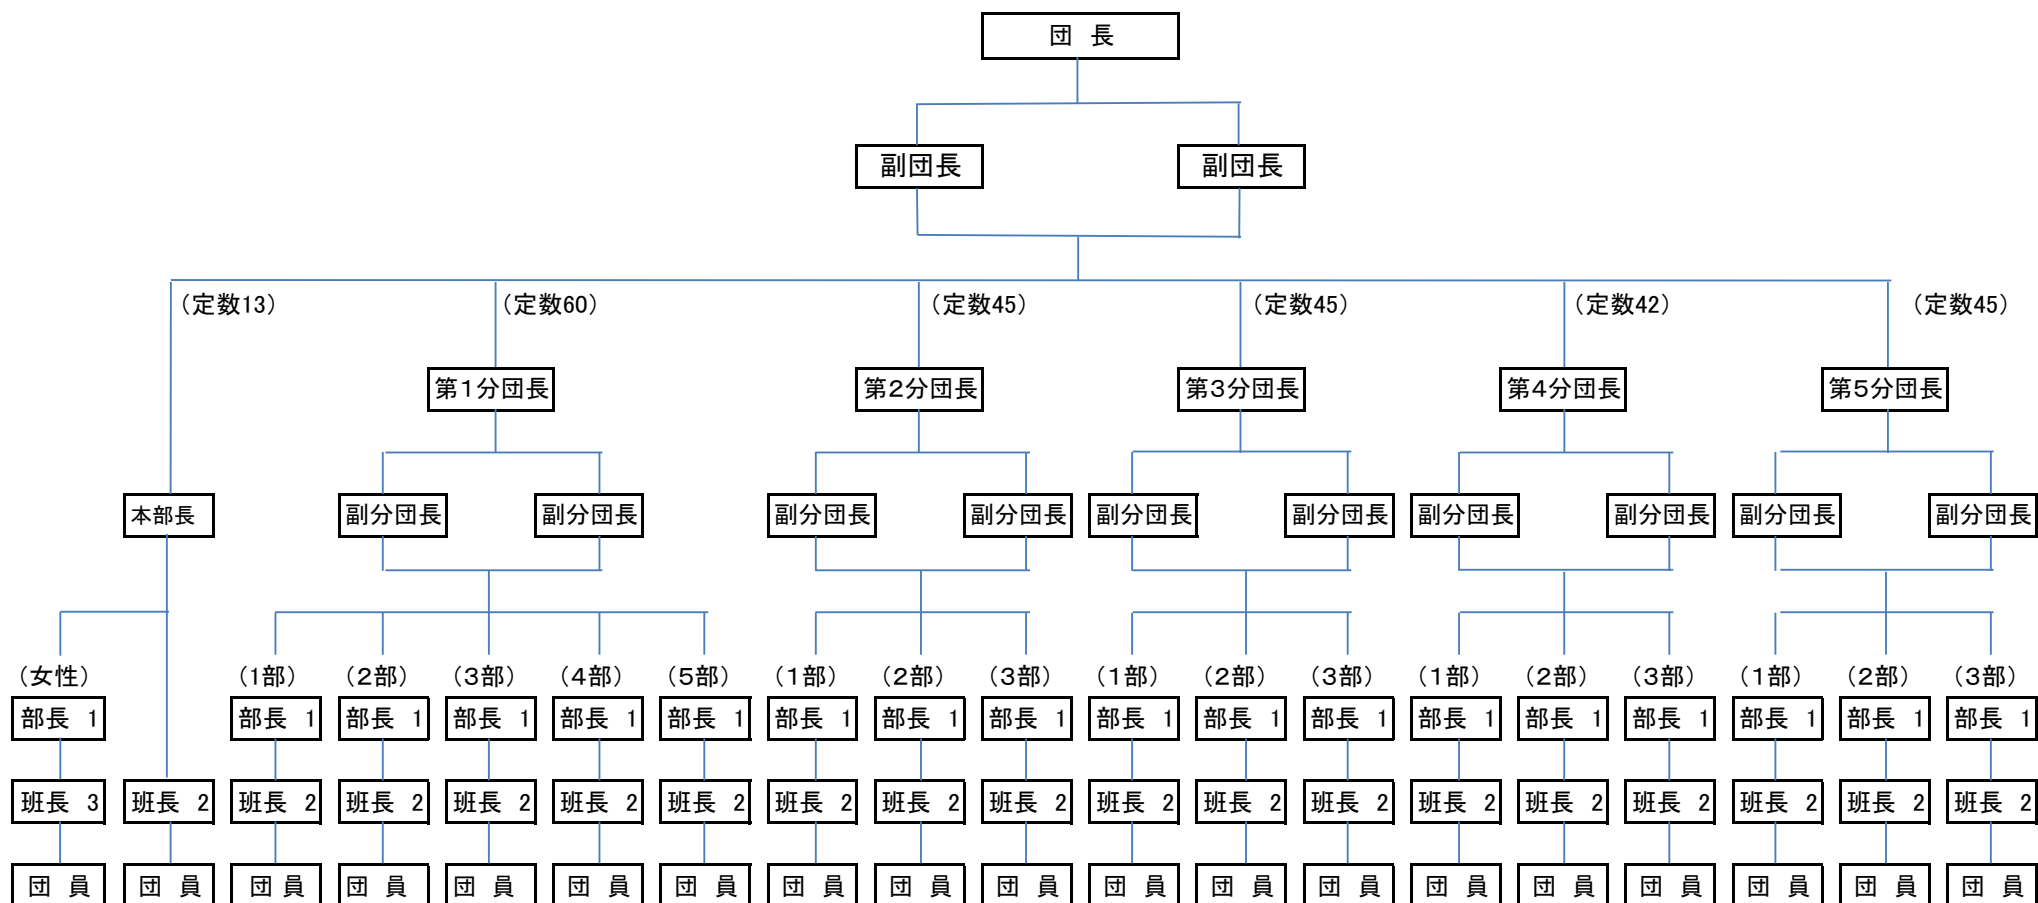 団 長
副団長 副団長
（定数13） （定数60） （定数45） （定数45） （定数42） （定数45）
第１分団長 第２分団長 第３分団長 第４分団長 第５分団長
本部長 副分団長 副分団長 副分団長 副分団長 副分団長 副分団長 副分団長 副分団長 副分団長 副分団長
（女性） （1部） （2部） （3部） （4部） （5部） （1部） （2部） （3部） （1部） （2部） （3部） （1部） （2部） （3部） （1部） （2部） （3部）
部長 1 部長 1 部長 1 部長 1 部長 1 部長 1 部長 1 部長 1 部長 1 部長 1 部長 1 部長 1 部長 1 部長 1 部長 1 部長 1 部長 1 部長 1
班長 3 班長 2 班長 2 班長 2 班長 2 班長 2 班長 2 班長 2 班長 2 班長 2 班長 2 班長 2 班長 2 班長 2 班長 2 班長 2 班長 2 班長 2 班長 2
団 員 団 員 団 員 団 員 団 員 団 員 団 員 団 員 団 員 団 員 団 員 団 員 団 員 団 員 団 員 団 員 団 員 団 員 団 員